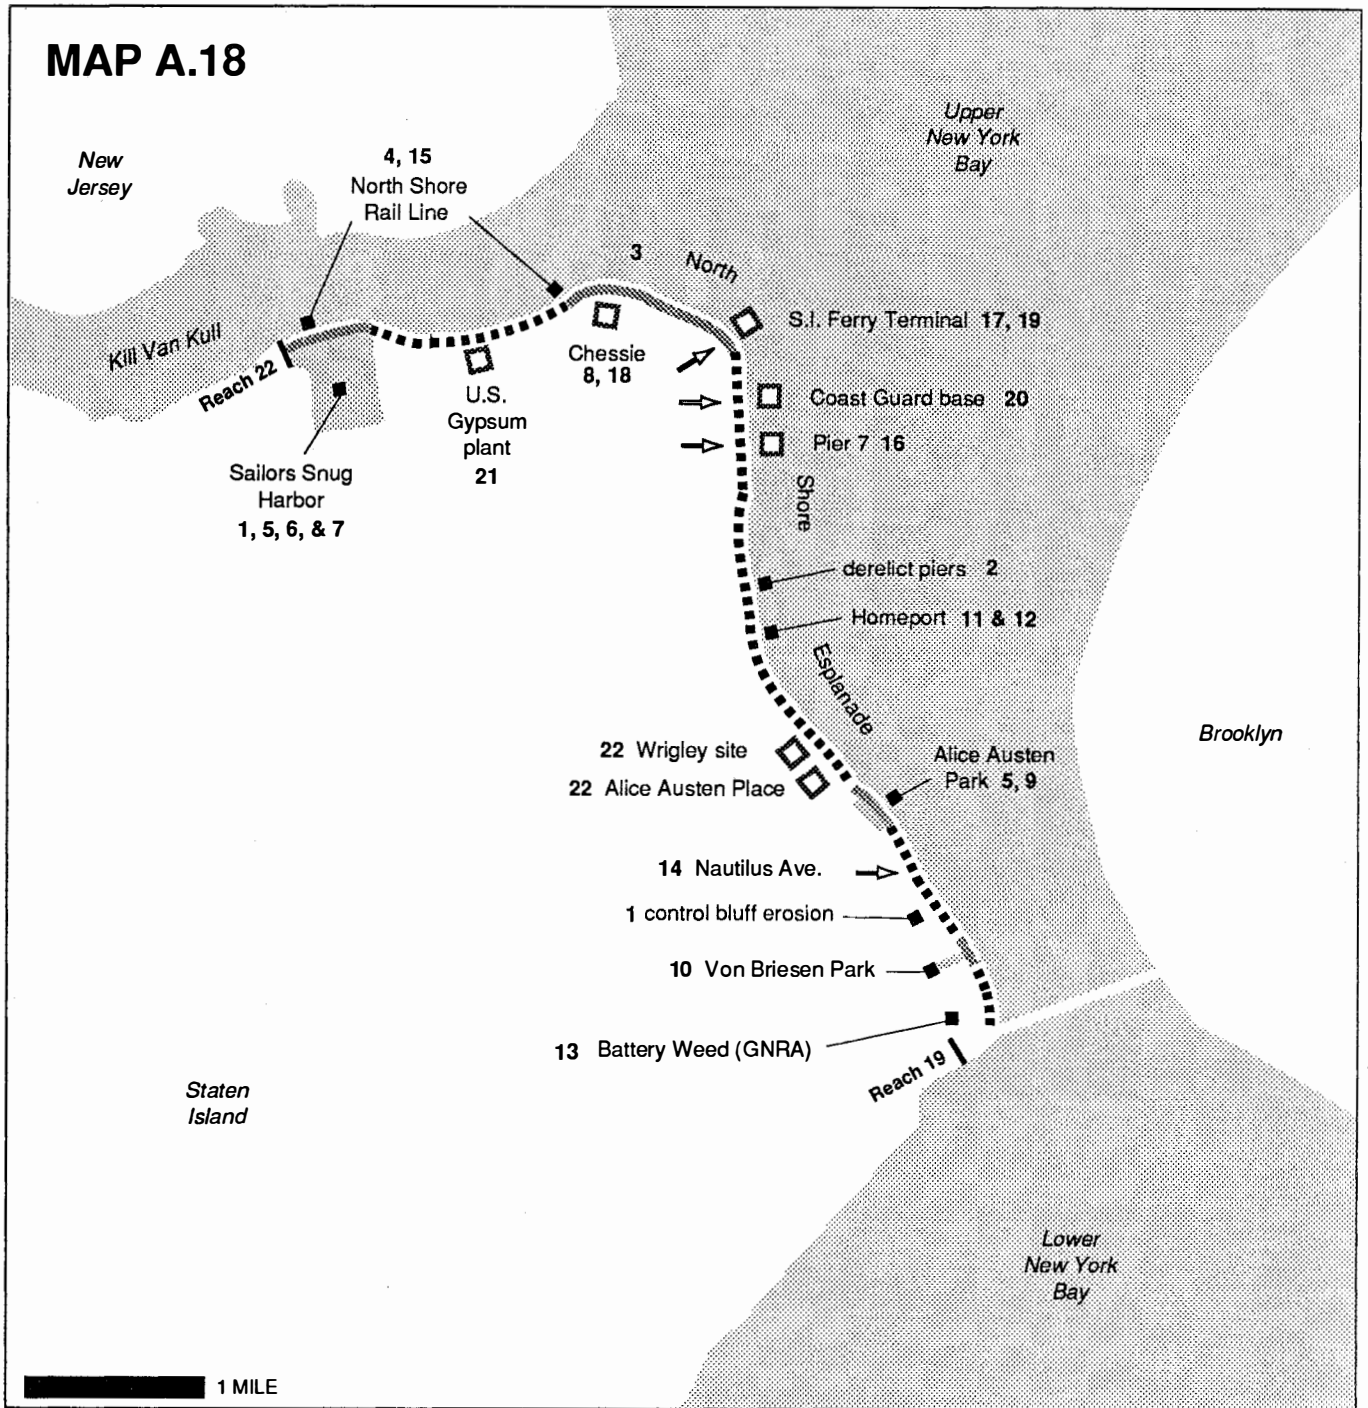 MAP A.18
Upper
New York
Bay
New
Jersey
4, 15
North Shore
Rail Line
3
North
S.I. Ferry Terminal 17, 19
Kill Van Kull
Reach 22
Chessie
8, 18
U.S.
Gypsum
plant
21
Coast Guard base 20
Pier 7 16
Sailors Snug
Harbor
1, 5, 6, & 7
Shore
derelict piers 2
Homeport 11 & 12
Esplanade
22 Wrigley site
22 Alice Austen Place
Alice Austen
Park 5, 9
Brooklyn
14 Nautilus Ave.
1 control bluff erosion
10 Von Briesen Park
13 Battery Weed (GNRA)
Reach 19
Staten
Island
Lower
New York
Bay
1 MILE